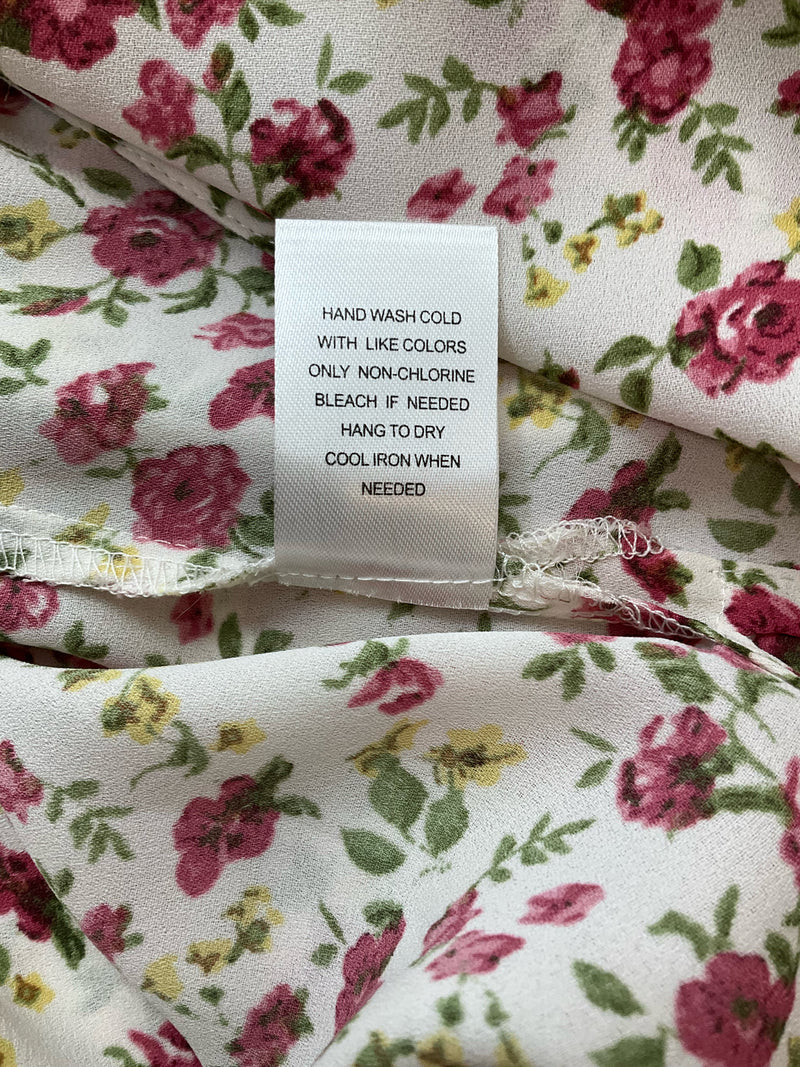 HAND WASH COLD
WITH LIKE COLORS
ONLY NON-CHLORINE
BLEACH IF NEEDED
HANG TO DRY
COOL IRON WHEN
NEEDED